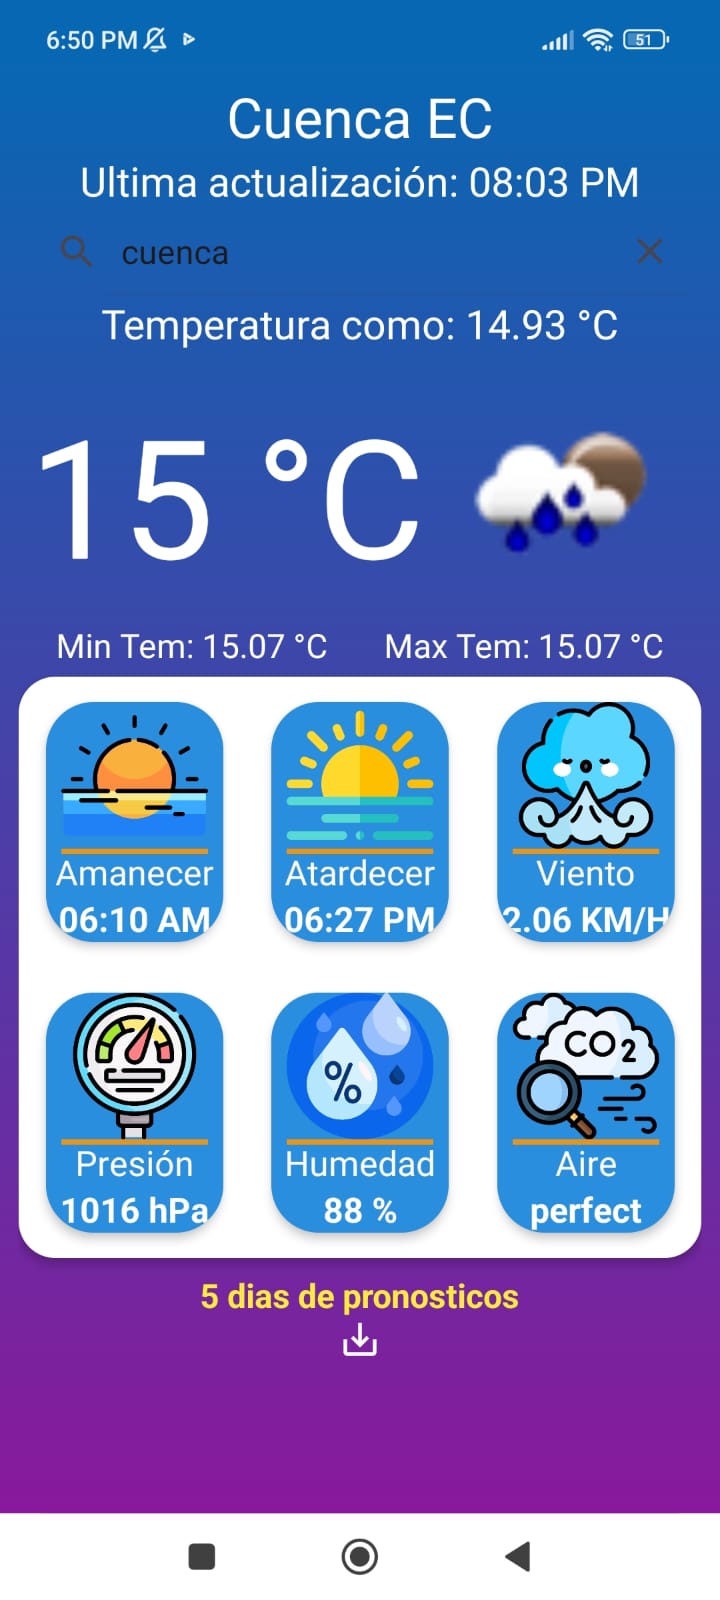 6:50 PM
51
Cuenca EC
Ultima actualización: 08:03 PM
cuenca
Temperatura como: 14.93 °C
15 °C
Min Tem: 15.07 °C Max Tem: 15.07 °C
Amanecer Atardecer Viento
06:10 AM 06:27 PM 2.06 KM/H
CO2
%
Presión Humedad Aire
1016 hPa 88 % perfect
5 dias de pronosticos